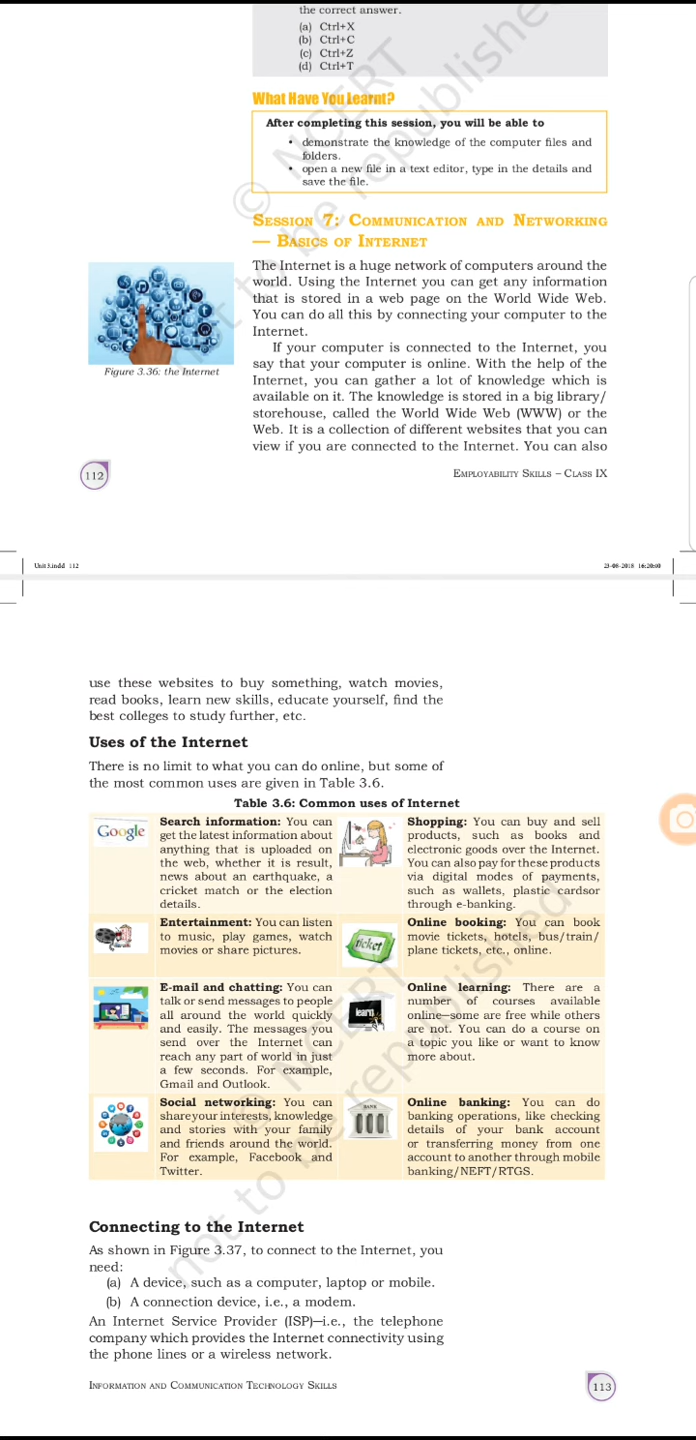 the correct answer.
(a) Ctrl+X
(b) Ctrl+C
(c) Ctrl+Z
(d) Ctrl+T
What Have You Learnt?
After completing this session, you will be able to
• demonstrate the knowledge of the computer files and
folders.
• open a new file in a text editor, type in the details and
save the file.
SESSION 7: COMMUNICATION AND NETWORKING
— BASICS OF INTERNET
The Internet is a huge network of computers around the
world. Using the Internet you can get any information
that is stored in a web page on the World Wide Web.
You can do all this by connecting your computer to the
Internet.
If your computer is connected to the Internet, you
say that your computer is online. With the help of the
Internet, you can gather a lot of knowledge which is
available on it. The knowledge is stored in a big library/
storehouse, called the World Wide Web (WWW) or the
Web. It is a collection of different websites that you can
view if you are connected to the Internet. You can also
Figure 3.36: the Internet
112
EMPLOYABILITY SKILLS – CLASS IX
Unit 3.indd 112
23-08-2018 16:20:00
use these websites to buy something, watch movies,
read books, learn new skills, educate yourself, find the
best colleges to study further, etc.
Uses of the Internet
There is no limit to what you can do online, but some of
the most common uses are given in Table 3.6.
Table 3.6: Common uses of Internet
Google
Search information: You can
get the latest information about
anything that is uploaded on
the web, whether it is result,
news about an earthquake, a
cricket match or the election
details.
Shopping: You can buy and sell
products, such as books and
electronic goods over the Internet.
You can also pay for these products
via digital modes of payments,
such as wallets, plastic cardsor
through e-banking.
Entertainment: You can listen
to music, play games, watch
movies or share pictures.
ticket
Online booking: You can book
movie tickets, hotels, bus/train/
plane tickets, etc., online.
E-mail and chatting: You can
talk or send messages to people
all around the world quickly
and easily. The messages you
send over the Internet can
reach any part of world in just
a few seconds. For example,
Gmail and Outlook.
learn
Online learning: There are a
number of courses available
online—some are free while others
are not. You can do a course on
a topic you like or want to know
more about.
Social networking: You can
share your interests, knowledge
and stories with your family
and friends around the world.
For example, Facebook and
Twitter.
BANK
Online banking: You can do
banking operations, like checking
details of your bank account
or transferring money from one
account to another through mobile
banking/NEFT/RTGS.
Connecting to the Internet
As shown in Figure 3.37, to connect to the Internet, you
need:
(a) A device, such as a computer, laptop or mobile.
(b) A connection device, i.e., a modem.
An Internet Service Provider (ISP)—i.e., the telephone
company which provides the Internet connectivity using
the phone lines or a wireless network.
INFORMATION AND COMMUNICATION TECHNOLOGY SKILLS
113
© NCERT
not to be republished
© NCERT
not to be republished